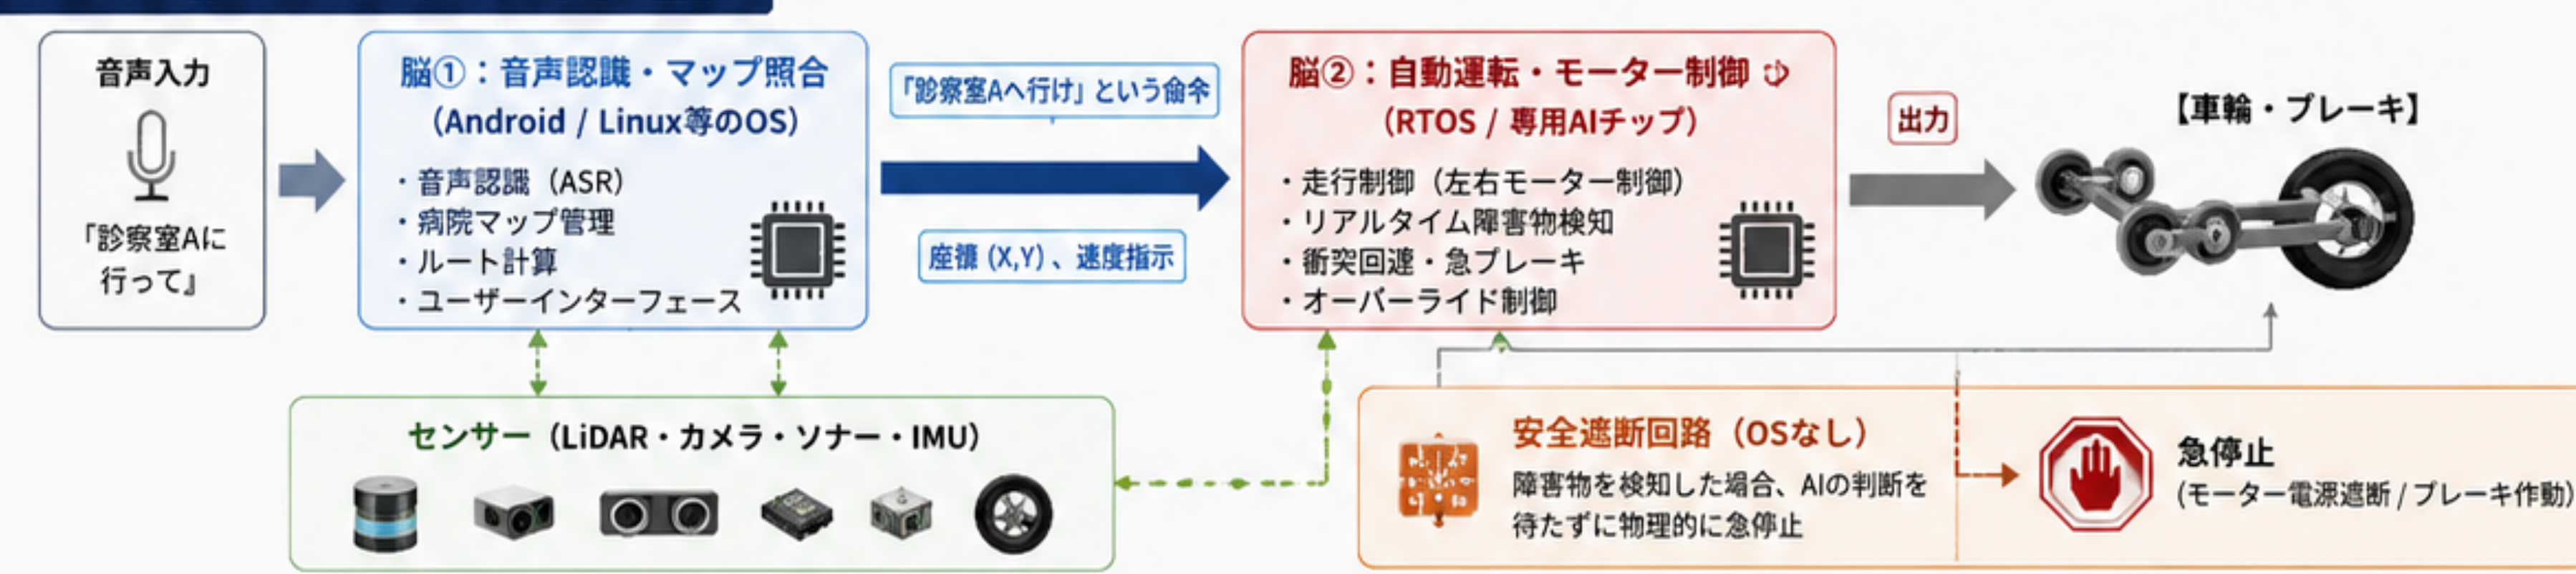 音声入力
「診察室Aに
行って』
脳①：音声認識・マップ照合
（Android / Linux等のOS）
・音声認識（ASR）
・病院マップ管理
・ルート計算
・ユーザーインターフェース
「診察室Aへ行け」という
座標 (X,Y)、速度指示
脳②：自動運転・モーター制御
（RTOS / 専用AIチップ）
・走行制御（左右モーター制御）
・リアルタイム障害物検知
・衝突回避・急ブレーキ
・オーバーライド制御
出力
【車輪・ブレーキ】
センサー（LiDAR・カメラ・ソナー・IMU）
安全遮断回路（OSなし）
障害物を検知した場合、AIの判断を
待たずに物理的に急停止
急停止
(モーター電源遮断 / ブレーキ作動)